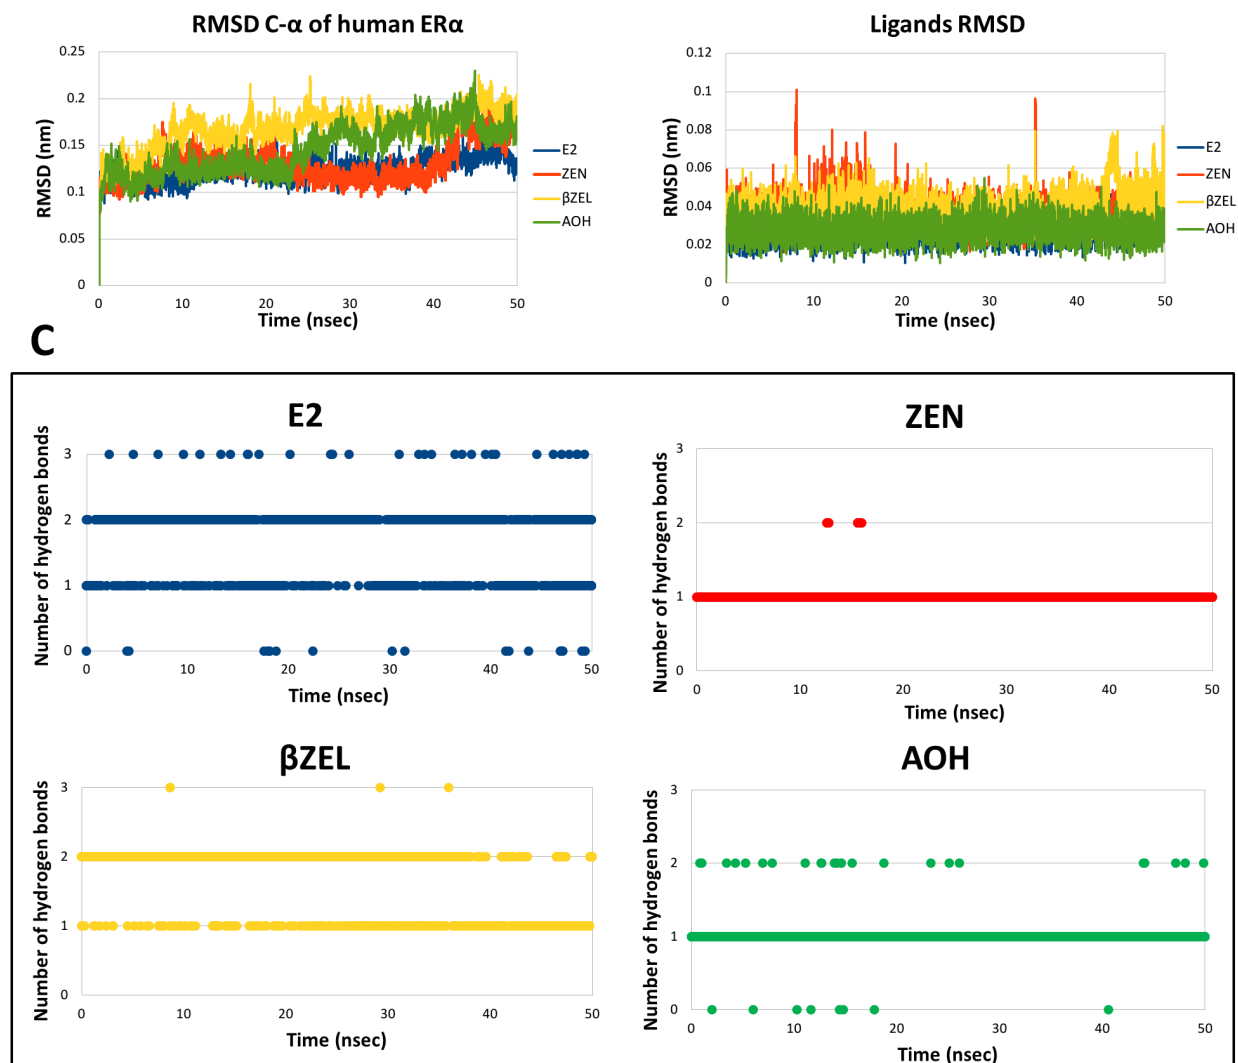 RMSD C-α of human ERα
0.25
0.2
0.15
0.1
0.05
0
RMSD (nm)
0 10 20 30 40 50
Time (nsec)
E2
ZEN
βZEL
AOH
Ligands RMSD
0.12
0.1
0.08
0.06
0.04
0.02
0
RMSD (nm)
0 10 20 30 40 50
Time (nsec)
E2
ZEN
βZEL
AOH
C
E2
Number of hydrogen bonds
3
2
1
0
0 10 20 30 40 50
Time (nsec)
ZEN
Number of hydrogen bonds
3
2
1
0
0 10 20 30 40 50
Time (nsec)
βZEL
Number of hydrogen bonds
3
2
1
0
0 10 20 30 40 50
Time (nsec)
AOH
Number of hydrogen bonds
3
2
1
0
0 10 20 30 40 50
Time (nsec)